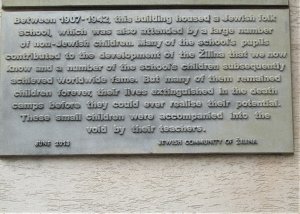 Between 1907-1942, this building housed a Jewish folk
school, which was also attended by a large number
of non-Jewish children. Many of the school's pupils
contributed to the development of the Žilina that we now
know and a number of the school's children subsequently
achieved worldwide fame. But many of them remained
children forever, their lives extinguished in the death
camps before they could ever realise their potential.
These small children were accompanied into the
void by their teachers.
JUNE 2012 JEWISH COMMUNITY OF ŽILINA